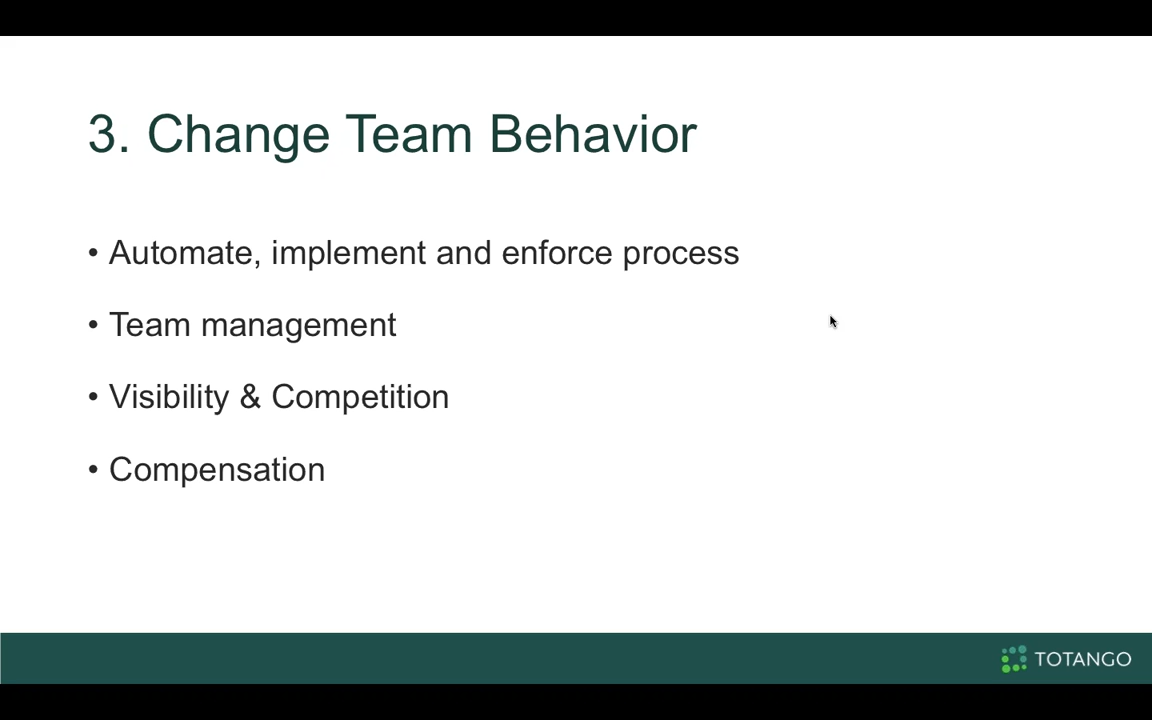 3. Change Team Behavior
• Automate, implement and enforce process
• Team management
• Visibility & Competition
• Compensation
TOTANGO